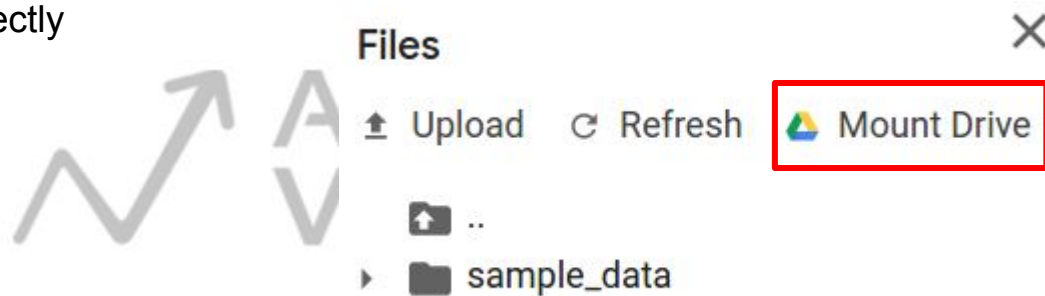 ectly
Files
Upload Refresh Mount Drive
..
sample_data
A
V